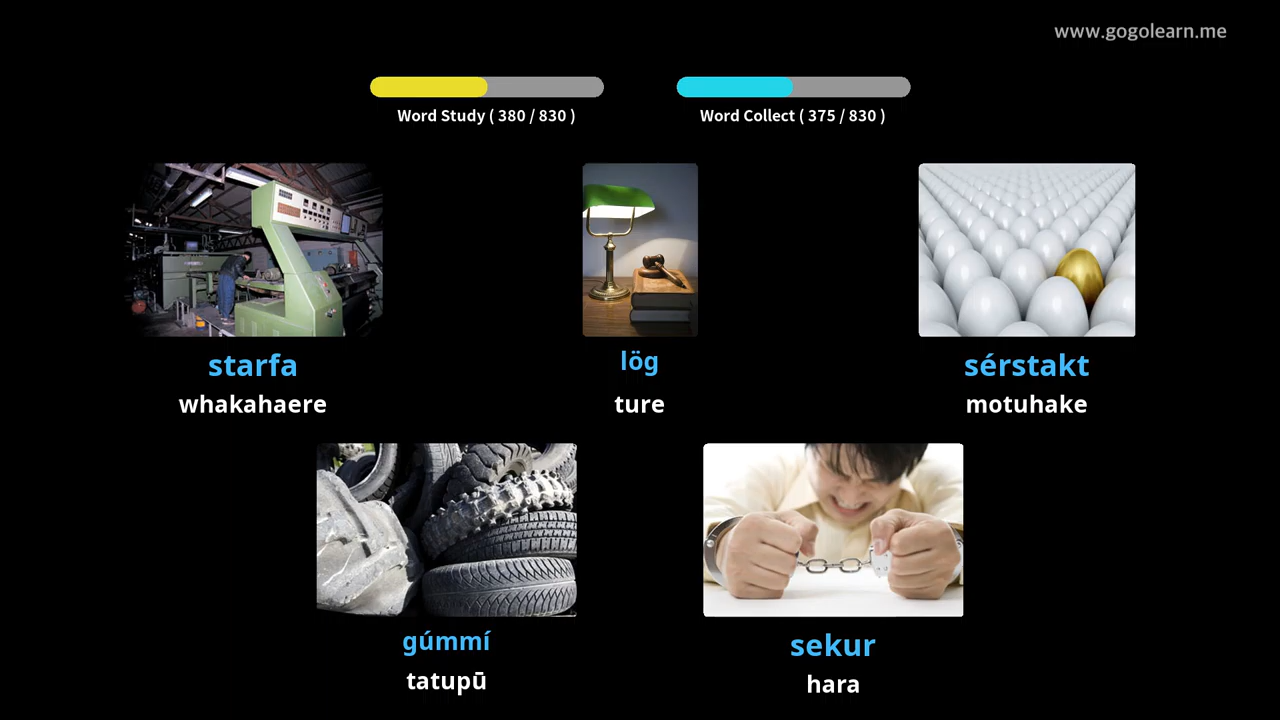 www.gogolearn.me
Word Study ( 380 / 830 )
Word Collect ( 375 / 830 )
starfa
whakahaere
lög
ture
sérstakt
motuhake
gúmmí
tatupū
sekur
hara